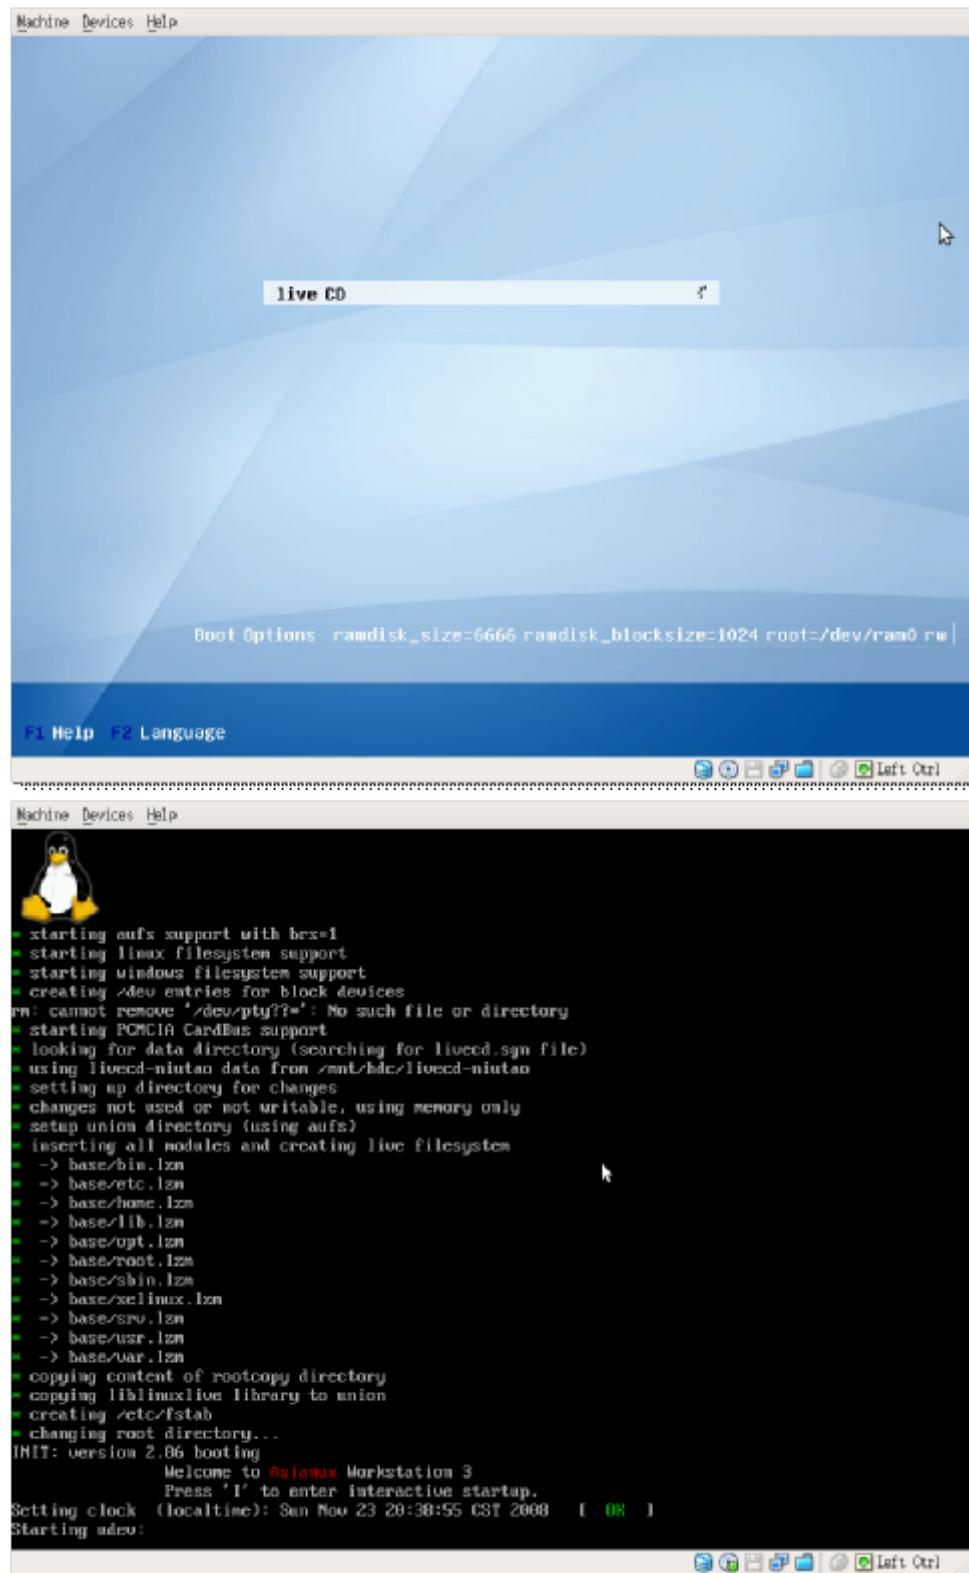 Machine Devices Help
live CD
Boot Options ramdisk_size=6666 ramdisk_blocksize=1024 root=/dev/ram0 rw
F1 Help F2 Language
Left Ctrl
Machine Devices Help
* starting aufs support with brs=1
* starting linux filesystem support
* starting windows filesystem support
* creating /dev entries for block devices
rm: cannot remove '/dev/pty??*': No such file or directory
* starting PCMCIA CardBus support
* looking for data directory (searching for livecd.sgn file)
* using livecd-niutao data from /mnt/hdc/livecd-niutao
* setting up directory for changes
* changes not used or not writable, using memory only
* setup union directory (using aufs)
* inserting all modules and creating live filesystem
* -> base/bin.lzm
* -> base/etc.lzm
* -> base/home.lzm
* -> base/lib.lzm
* -> base/opt.lzm
* -> base/root.lzm
* -> base/sbin.lzm
* -> base/selinux.lzm
* -> base/srv.lzm
* -> base/usr.lzm
* -> base/var.lzm
* copying content of rootcopy directory
* copying liblinuxlive library to union
* creating /etc/fstab
* changing root directory...
INIT: version 2.86 booting
Welcome to Asianux Workstation 3
Press 'I' to enter interactive startup.
Setting clock (localtime): Sun Nov 23 20:38:55 CST 2008 [ OK ]
Starting udev:
Left Ctrl